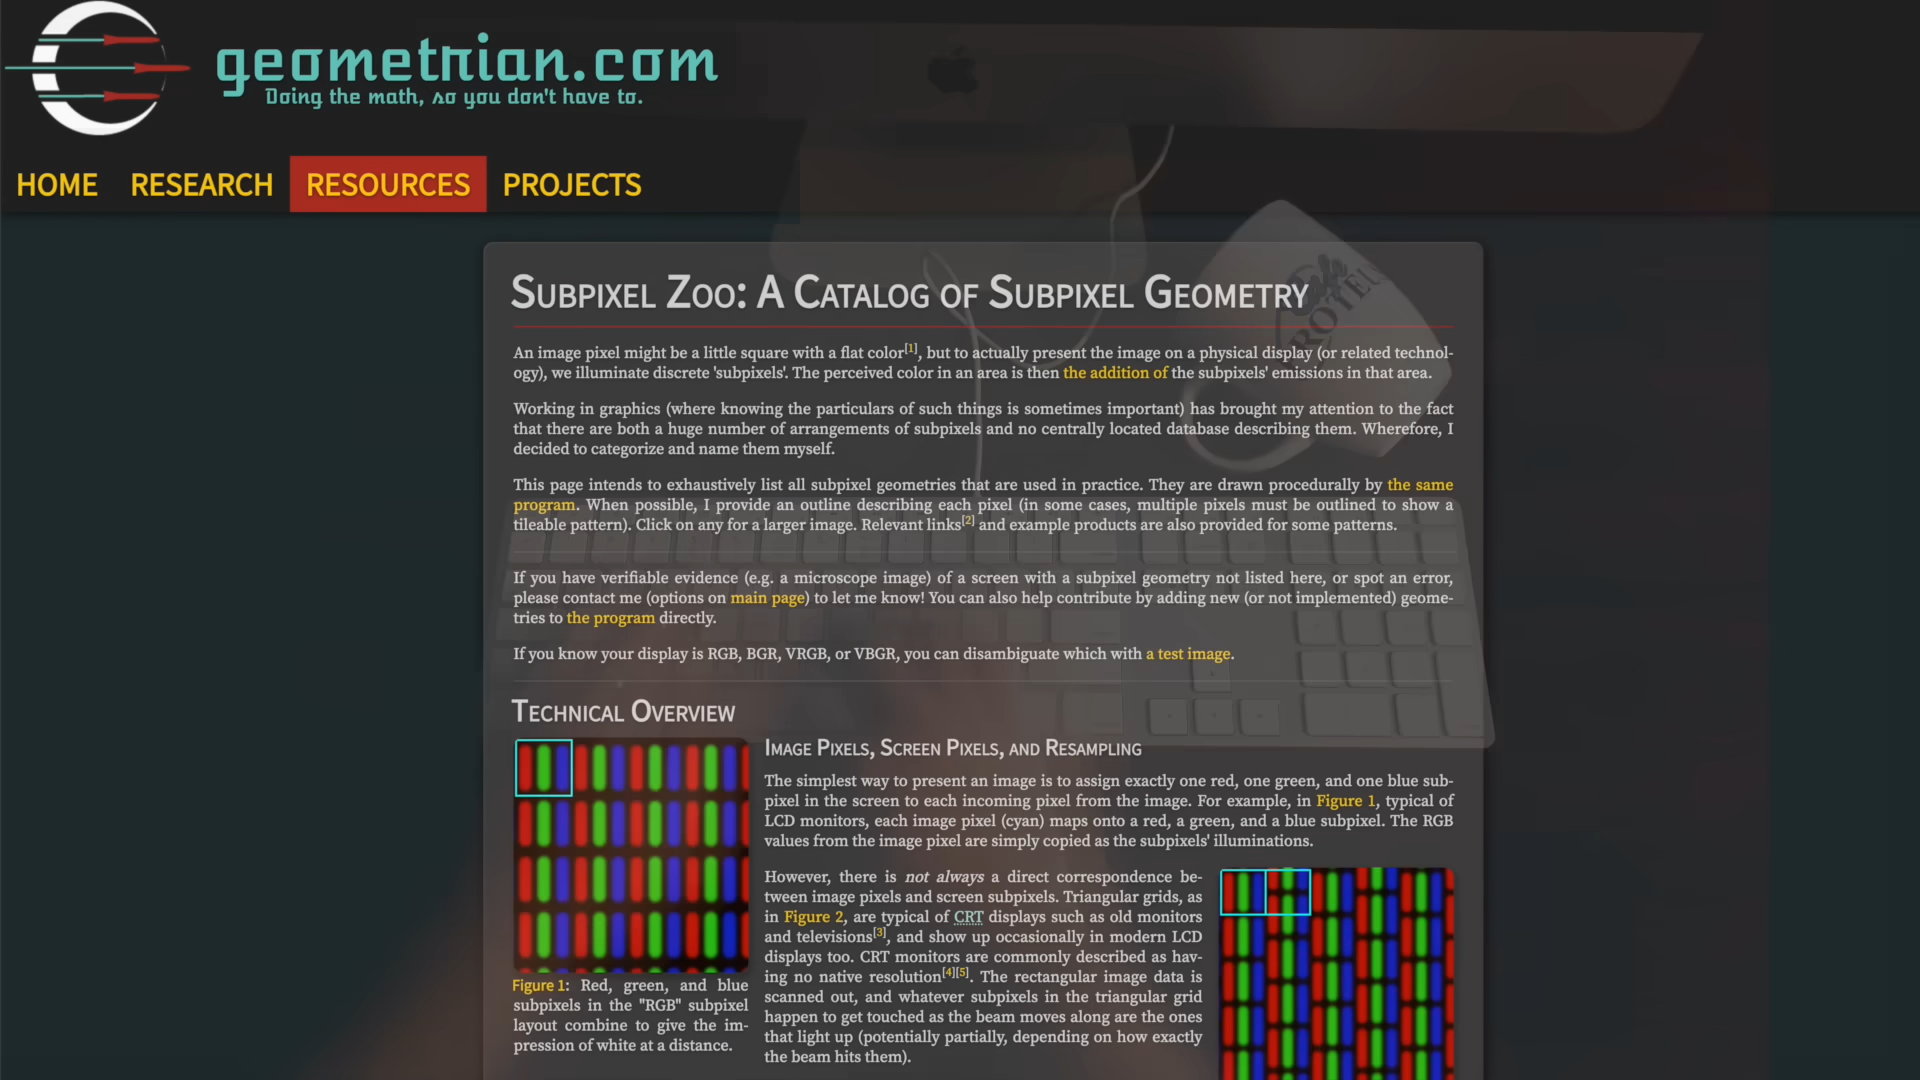 geometrian.com
Doing the math, so you don't have to.
HOME RESEARCH RESOURCES PROJECTS
Subpixel Zoo: A Catalog of Subpixel Geometry
An image pixel might be a little square with a flat color[1], but to actually present the image on a physical display (or related technol-
ogy), we illuminate discrete 'subpixels'. The perceived color in an area is then the addition of the subpixels' emissions in that area.
Working in graphics (where knowing the particulars of such things is sometimes important) has brought my attention to the fact
that there are both a huge number of arrangements of subpixels and no centrally located database describing them. Wherefore, I
decided to categorize and name them myself.
This page intends to exhaustively list all subpixel geometries that are used in practice. They are drawn procedurally by the same
program. When possible, I provide an outline describing each pixel (in some cases, multiple pixels must be outlined to show a
tileable pattern). Click on any for a larger image. Relevant links[2] and example products are also provided for some patterns.
If you have verifiable evidence (e.g. a microscope image) of a screen with a subpixel geometry not listed here, or spot an error,
please contact me (options on main page) to let me know! You can also help contribute by adding new (or not implemented) geome-
tries to the program directly.
If you know your display is RGB, BGR, VRGB, or VBGR, you can disambiguate which with a test image.
Technical Overview
Image Pixels, Screen Pixels, and Resampling
The simplest way to present an image is to assign exactly one red, one green, and one blue sub-
pixel in the screen to each incoming pixel from the image. For example, in Figure 1, typical of
LCD monitors, each image pixel (cyan) maps onto a red, a green, and a blue subpixel. The RGB
values from the image pixel are simply copied as the subpixels' illuminations.
However, there is not always a direct correspondence be-
tween image pixels and screen subpixels. Triangular grids, as
in Figure 2, are typical of CRT displays such as old monitors
and televisions[3], and show up occasionally in modern LCD
displays too. CRT monitors are commonly described as hav-
ing no native resolution[4][5]. The rectangular image data is
scanned out, and whatever subpixels in the triangular grid
happen to get touched as the beam moves along are the ones
that light up (potentially partially, depending on how exactly
the beam hits them).
Figure 1: Red, green, and blue
subpixels in the "RGB" subpixel
layout combine to give the im-
pression of white at a distance.